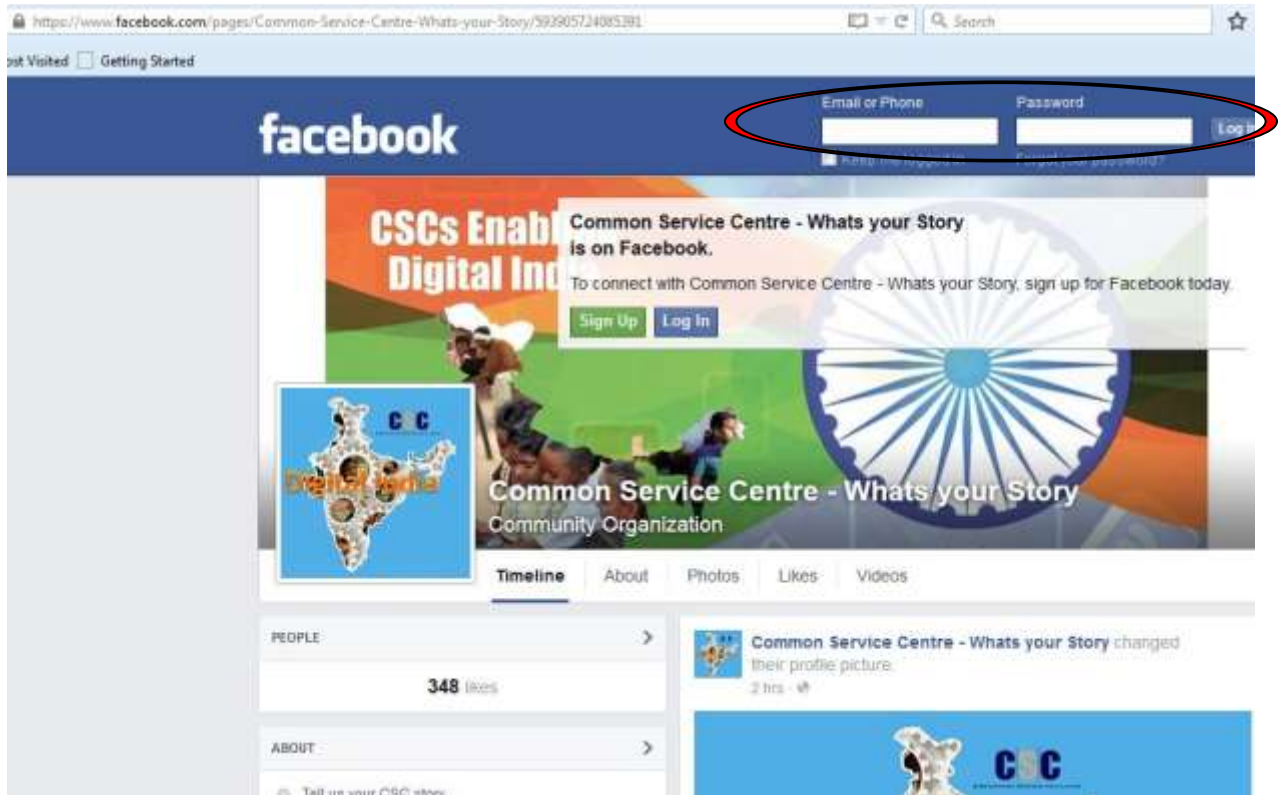 https://www.facebook.com/pages/Common-Service-Centre-Whats-your-Story/593905724085391
Search
ost Visited Getting Started
Email or Phone Password
facebook
Log In
Keep me logged in Forgot your password?
CSCs Enabl
Digital Ind
Common Service Centre - Whats your Story
is on Facebook.
To connect with Common Service Centre - Whats your Story, sign up for Facebook today.
Sign Up Log In
CSC
Digital India
Common Service Centre - Whats your Story
Community Organization
Timeline About Photos Likes Videos
PEOPLE
348 likes
Common Service Centre - Whats your Story changed
their profile picture.
2 hrs
ABOUT
Tell us your CSC story
CSC